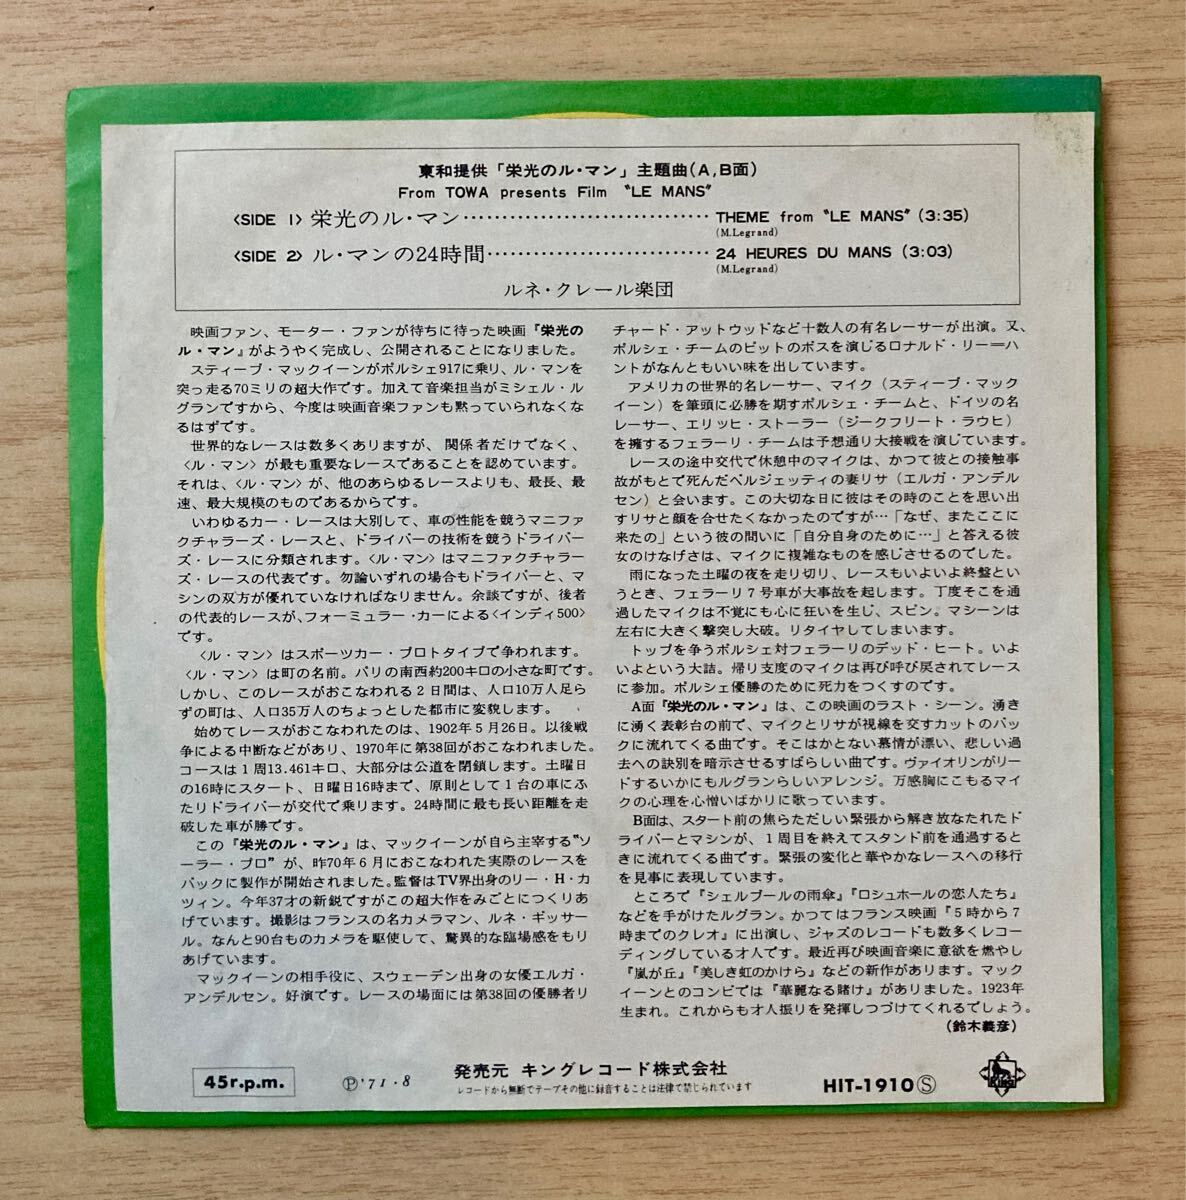 東和提供「栄光のル・マン」主題曲(A,B面)
From TOWA presents Film “LE MANS”
〈SIDE 1〉栄光のル・マン……………………………THEME from “LE MANS” (3:35)
(M.Legrand)
〈SIDE 2〉ル・マンの24時間…………………………24 HEURES DU MANS (3:03)
(M.Legrand)
ルネ・クレール楽団
映画ファン、モーター・ファンが待ちに待った映画『栄光の
ル・マン』がようやく完成し、公開されることになりました。
スティーブ・マックイーンがポルシェ917に乗り、ル・マンを
突っ走る70ミリの超大作です。加えて音楽担当がミシェル・ル
グランですから、今度は映画音楽ファンも黙っていられなくな
るはずです。
世界的なレースは数多くありますが、関係者だけでなく、
〈ル・マン〉が最も重要なレースであることを認めています。
それは、〈ル・マン〉が、他のあらゆるレースよりも、最長、最
速、最大規模のものであるからです。
いわゆるカー・レースは大別して、車の性能を競うマニファ
クチャラーズ・レースと、ドライバーの技術を競うドライバー
ズ・レースに分類されます。〈ル・マン〉はマニファクチャラー
ズ・レースの代表です。勿論いずれの場合もドライバーと、マ
シンの双方が優れていなければなりません。余談ですが、後者
の代表的レースが、フォーミュラー・カーによる〈インディ500〉
です。
〈ル・マン〉はスポーツカー・プロトタイプで争われます。
〈ル・マン〉は町の名前。パリの南西約200キロの小さな町です。
しかし、このレースがおこなわれる2日間は、人口10万人足ら
ずの町は、人口35万人のちょっとした都市に変貌します。
始めてレースがおこなわれたのは、1902年5月26日。以後戦
争による中断などがあり、1970年に第38回がおこなわれました。
コースは1周13.461キロ、大部分は公道を閉鎖します。土曜日
の16時にスタート、日曜日16時まで、原則として1台の車にふ
たりドライバーが交代で乗ります。24時間に最も長い距離を走
破した車が勝です。
この『栄光のル・マン』は、マックイーンが自ら主宰する“ソ
ーラー・プロ”が、昨70年6月におこなわれた実際のレースを
バックに製作が開始されました。監督はTV界出身のリー・H・カ
ツィン。今年37才の新鋭ですがこの超大作をみごとにつくりあ
げています。撮影はフランスの名カメラマン、ルネ・ギッサー
ル。なんと90台ものカメラを駆使して、驚異的な臨場感をもり
あげています。
マックイーンの相手役に、スウェーデン出身の女優エルガ・
アンデルセン。好演です。レースの場面には第38回の優勝者リ
チャード・アットウッドなど十数人の有名レーサーが出演。又、
ポルシェ・チームのピットのボスを演じるロナルド・リー=ハ
ントがなんともいい味を出しています。
アメリカの世界的名レーサー、マイク(スティーブ・マック
イーン)を筆頭に必勝を期すポルシェ・チームと、ドイツの名
レーサー、エリッヒ・ストーラー(ジークフリート・ラウヒ)
を擁するフェラーリ・チームは予想通り大接戦を演じています。
レースの途中交代で休憩中のマイクは、かつて彼との接触事
故がもとで死んだベルジェッティの妻リサ(エルガ・アンデル
セン)と会います。この大切な日に彼はその時のことを思い出
すリサと顔を合せたくなかったのですが…「なぜ、またここに
来たの」という彼の問いに「自分自身のために…」と答える彼
女のけなげさは、マイクに複雑なものを感じさせるのでした。
雨になった土曜の夜を走り切り、レースもいよいよ終盤とい
うとき、フェラーリ7号車が大事故を起します。丁度そこを通
過したマイクは不覚にも心に狂いを生じ、スピン。マシーンは
左右に大きく撃突し大破。リタイヤしてしまいます。
トップを争うポルシェ対フェラーリのデッド・ヒート。いよ
いよという大詰。帰り支度のマイクは再び呼び戻されてレース
に参加。ポルシェ優勝のために死力をつくすのです。
A面『栄光のル・マン』は、この映画のラスト・シーン。湧き
に湧く表彰台の前で、マイクとリサが視線を交すカットのバッ
クに流れてくる曲です。そこはかとない慕情が漂い、悲しい過
去への訣別を暗示させるすばらしい曲です。ヴァイオリンがリ
ードするいかにもルグランらしいアレンジ。万感胸にこもるマイ
クの心理を心憎いばかりに歌っています。
B面は、スタート前の焦らただしい緊張から解き放なたれたド
ライバーとマシンが、1周目を終えてスタンド前を通過すると
きに流れてくる曲です。緊張の変化と華やかなレースへの移行
を見事に表現しています。
ところで『シェルブールの雨傘』『ロシュホールの恋人たち』
などを手がけたルグラン。かつてはフランス映画『5時から7
時までのクレオ』に出演し、ジャズのレコードも数多くレコー
ディングしている才人です。最近再び映画音楽に意欲を燃やし
『嵐が丘』『美しき虹のかけら』などの新作があります。マック
イーンとのコンビでは『華麗なる賭け』がありました。1923年
生まれ。これからも才人振りを発揮しつづけてくれるでしょう。
(鈴木義彦)
45r.p.m.
Ⓟ'71・8
発売元 キングレコード株式会社
レコードから無断でテープその他に録音することは法律で禁じられています
HIT-1910Ⓢ
KING